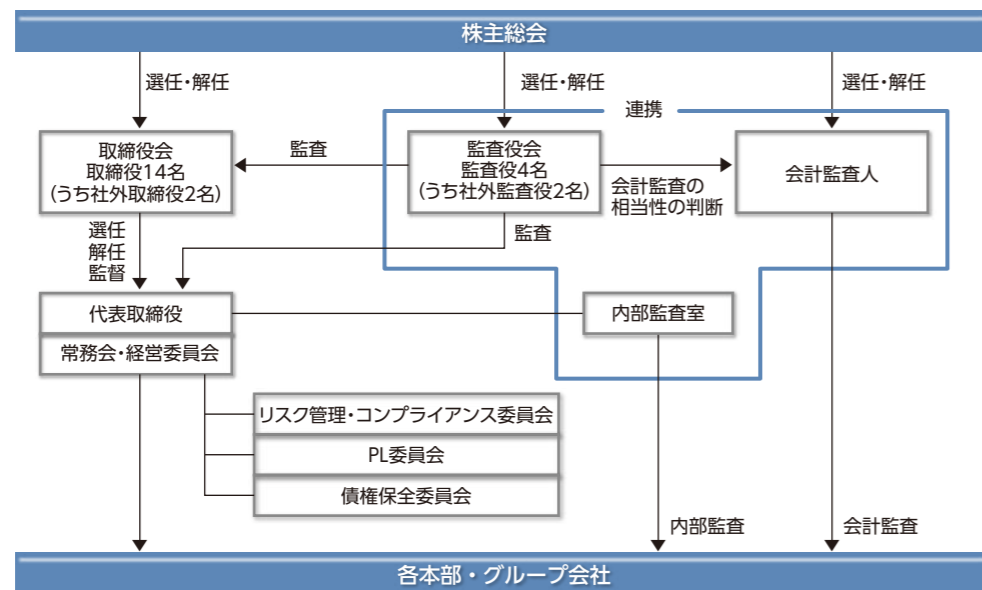 株主総会
選任・解任
選任・解任
選任・解任
連携
取締役会
取締役14名
(うち社外取締役2名)
監査
監査役会
監査役4名
(うち社外監査役2名)
会計監査の
相当性の判断
会計監査人
選任
解任
監督
監査
代表取締役
常務会・経営委員会
内部監査室
リスク管理・コンプライアンス委員会
PL委員会
債権保全委員会
内部監査
会計監査
各本部・グループ会社